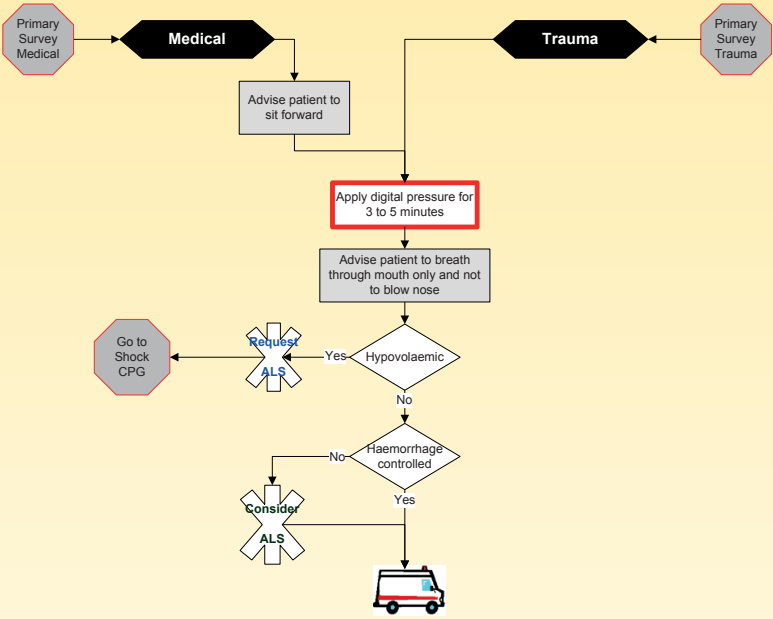 Primary
Survey
Medical
Medical
Trauma
Primary
Survey
Trauma
Advise patient to
sit forward
Apply digital pressure for
3 to 5 minutes
Advise patient to breath
through mouth only and not
to blow nose
Go to
Shock
CPG
Request
ALS
Yes
Hypovolaemic
No
Haemorrhage
controlled
No
Yes
Consider
ALS